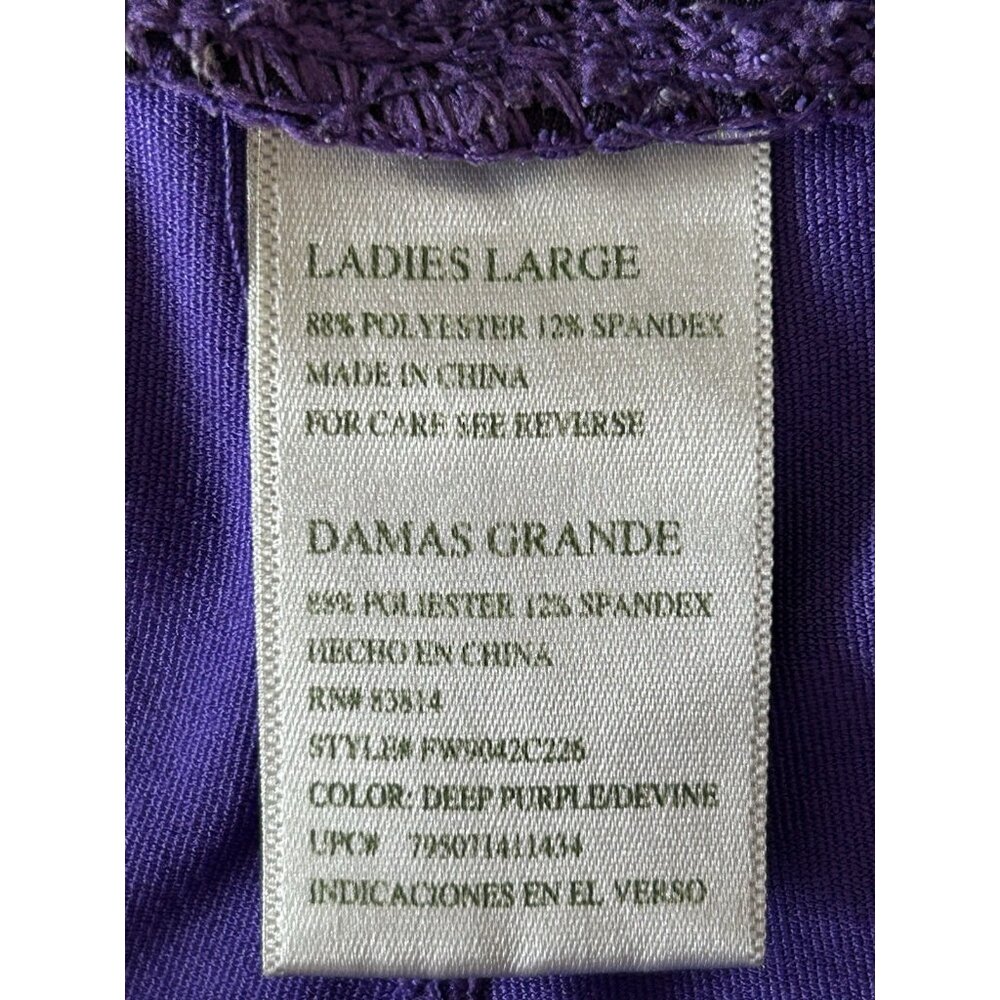 LADIES LARGE
88% POLYESTER 12% SPANDEX
MADE IN CHINA
FOR CARE SEE REVERSE
DAMAS GRANDE
88% POLIESTER 12% SPANDEX
HECHO EN CHINA
RN# 83814
STYLE# FW9042C226
COLOR: DEEP PURPLE/DEVINE
UPC# 795071411434
INDICACIONES EN EL VERSO